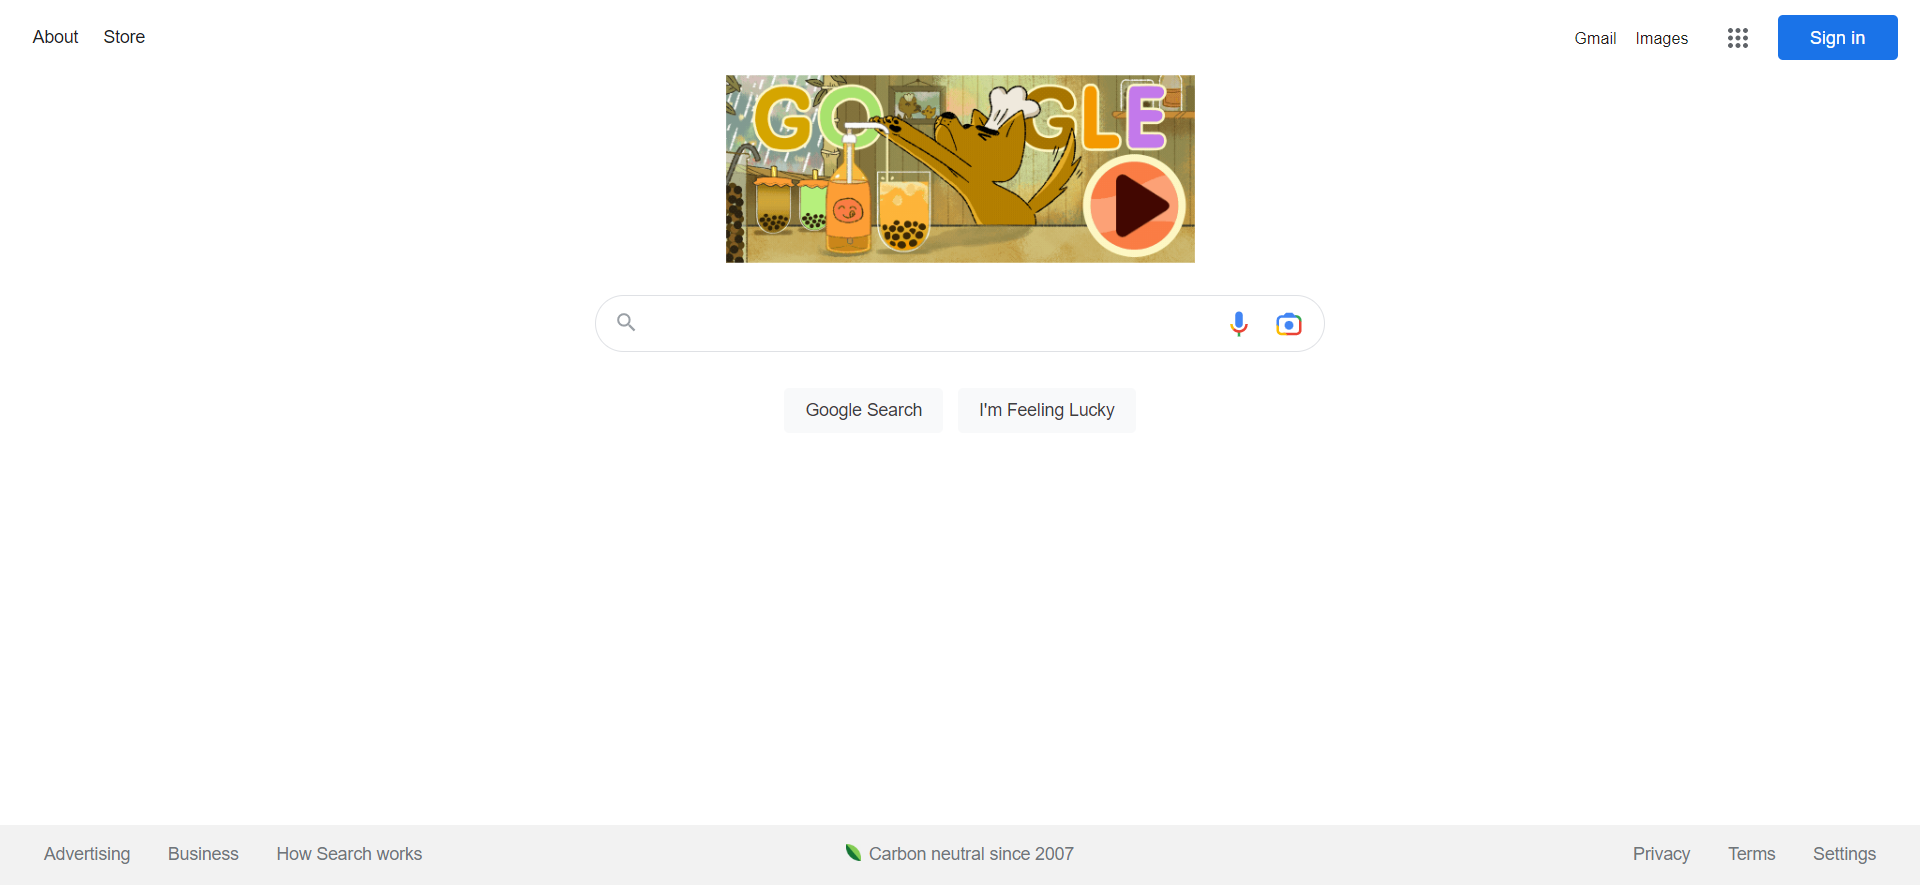 About Store
Gmail Images Sign in
GOOGLE
Google Search I'm Feeling Lucky
Advertising Business How Search works
Carbon neutral since 2007
Privacy Terms Settings